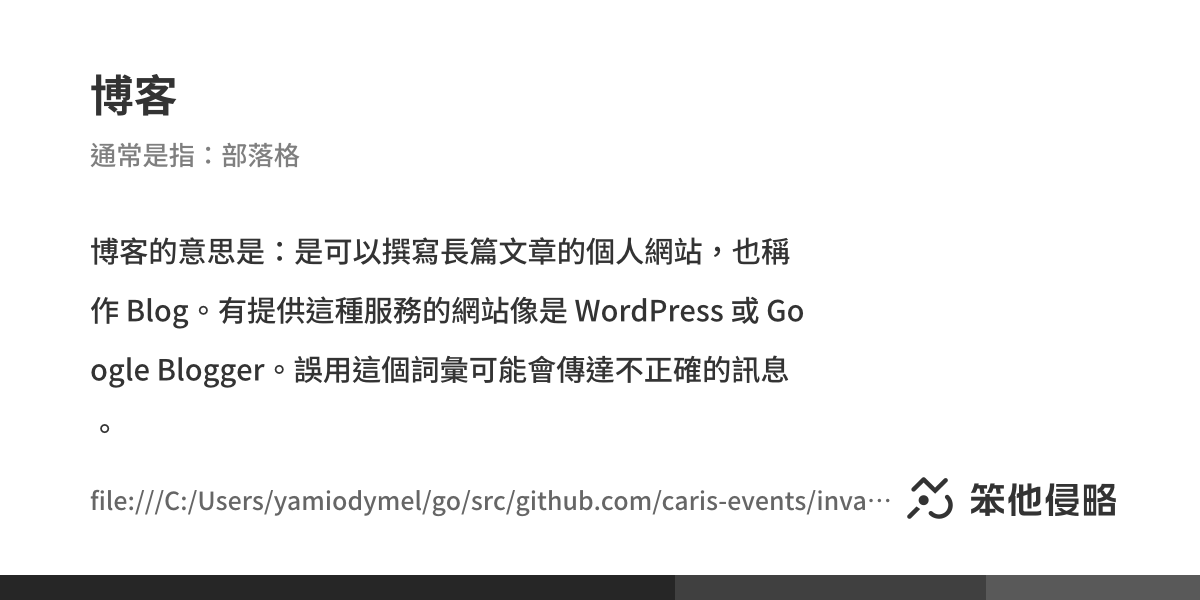 博客
通常是指：部落格
博客的意思是：是可以撰寫長篇文章的個人網站，也稱
作 Blog。有提供這種服務的網站像是 WordPress 或 Go
ogle Blogger。誤用這個詞彙可能會傳達不正確的訊息
。
file:///C:/Users/yamiodymel/go/src/github.com/caris-events/inva…
笨他侵略